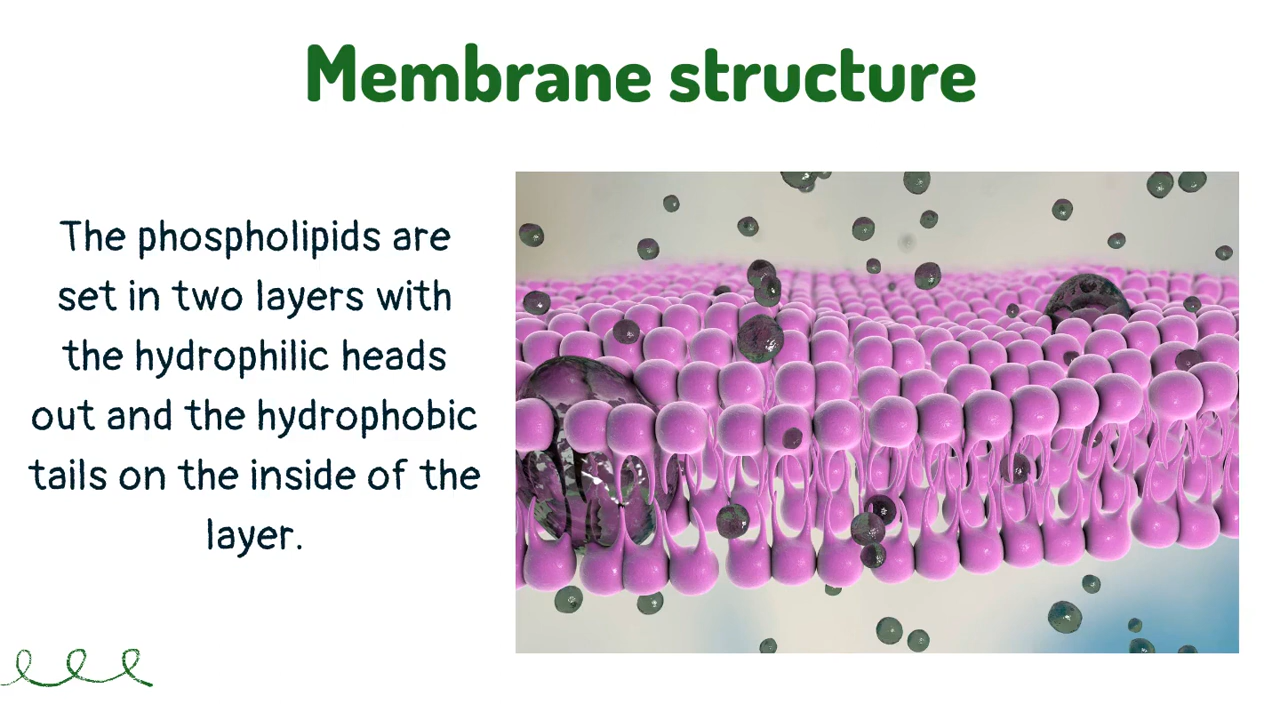 Membrane structure
The phospholipids are
set in two layers with
the hydrophilic heads
out and the hydrophobic
tails on the inside of the
layer.